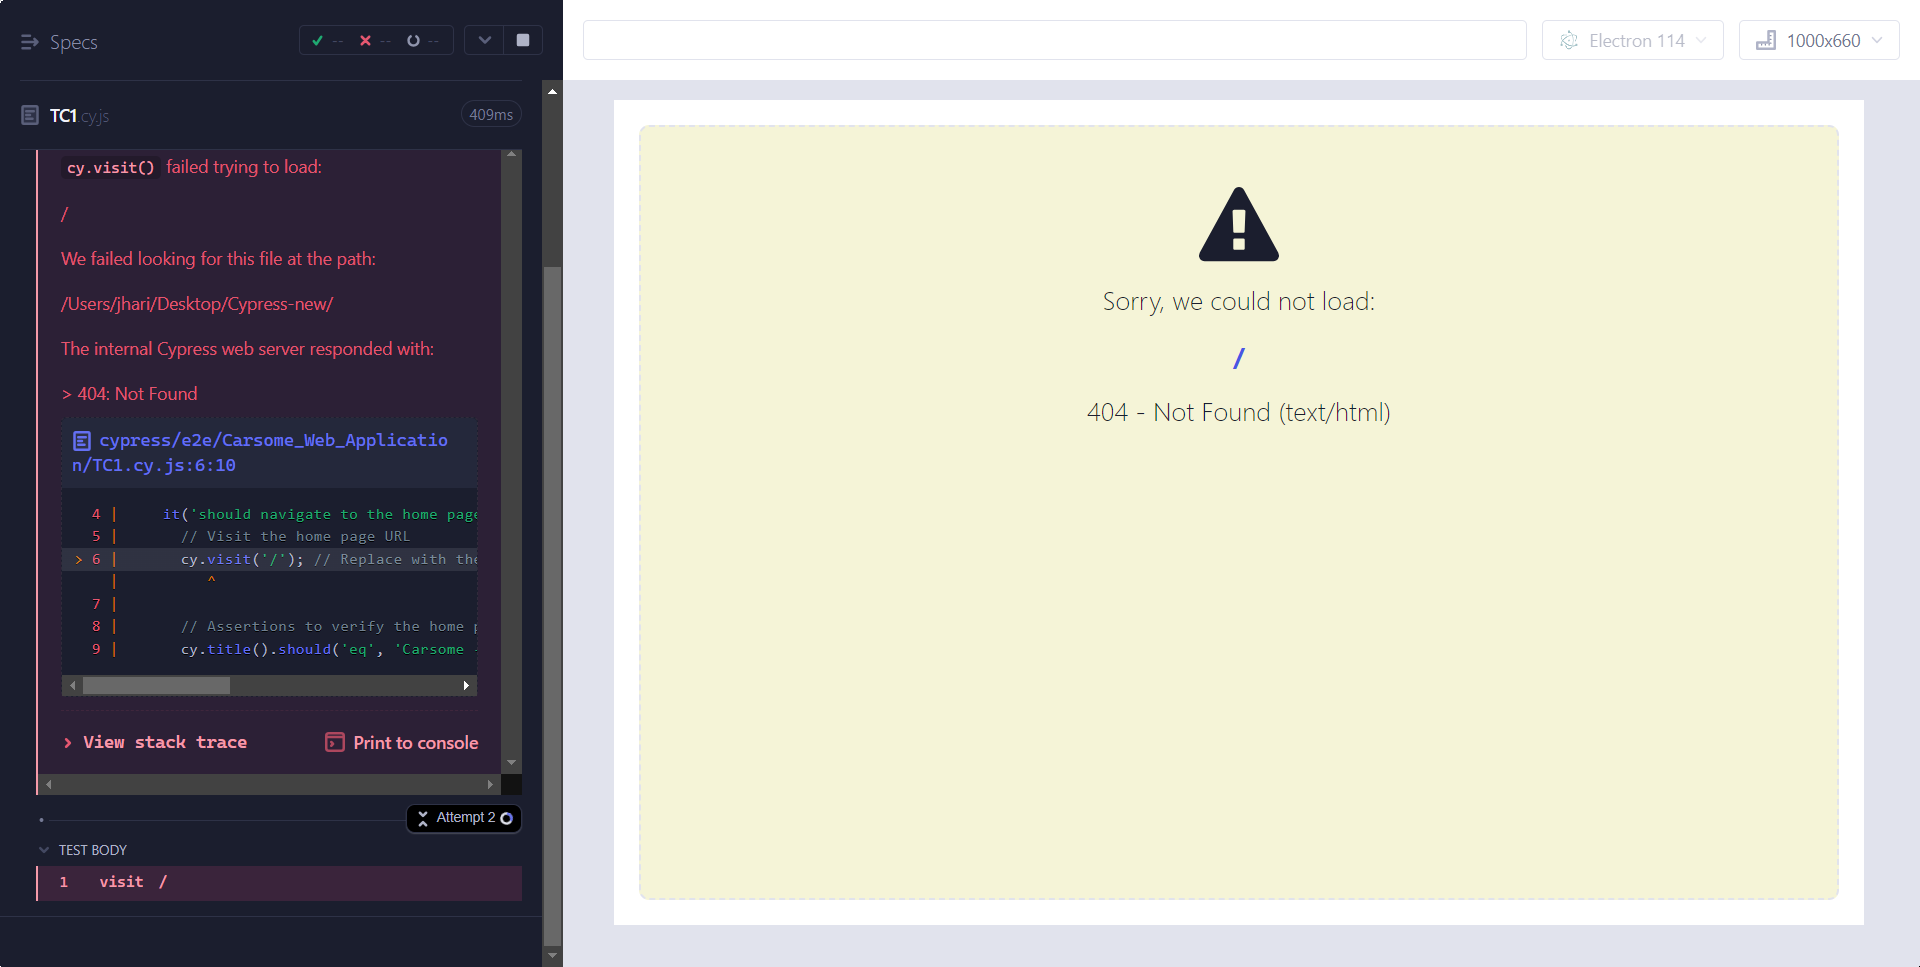 Specs
--
--
--
TC1.cy.js
409ms
cy.visit() failed trying to load:
/
We failed looking for this file at the path:
/Users/jhari/Desktop/Cypress-new/
The internal Cypress web server responded with:
> 404: Not Found
cypress/e2e/Carsome_Web_Applicatio
n/TC1.cy.js:6:10
4 | it('should navigate to the home page
5 | // Visit the home page URL
> 6 | cy.visit('/'); // Replace with the
| ^
7 |
8 | // Assertions to verify the home p
9 | cy.title().should('eq', 'Carsome -
View stack trace
Print to console
Attempt 2
TEST BODY
1 visit /
Electron 114
1000x660
Sorry, we could not load:
/
404 - Not Found (text/html)